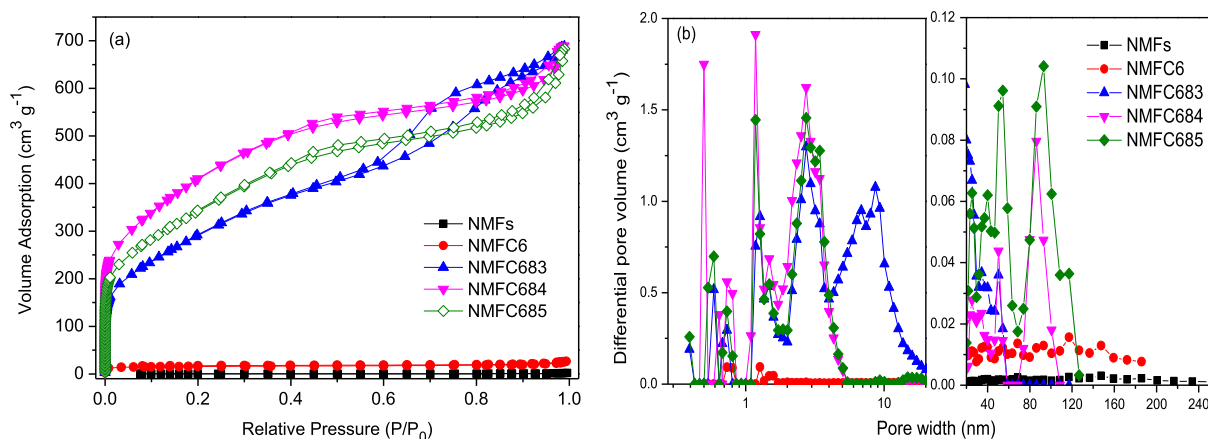 (a)
Volume Adsorption (cm³ g⁻¹)
700
600
500
400
300
200
100
0
0.0 0.2 0.4 0.6 0.8 1.0
Relative Pressure (P/P₀)
NMFs
NMFC6
NMFC683
NMFC684
NMFC685
(b)
Differential pore volume (cm³ g⁻¹)
2.0
1.5
1.0
0.5
0.0
1 10
0.12
0.10
0.08
0.06
0.04
0.02
0.00
40 80 120 160 200 240
Pore width (nm)
NMFs
NMFC6
NMFC683
NMFC684
NMFC685